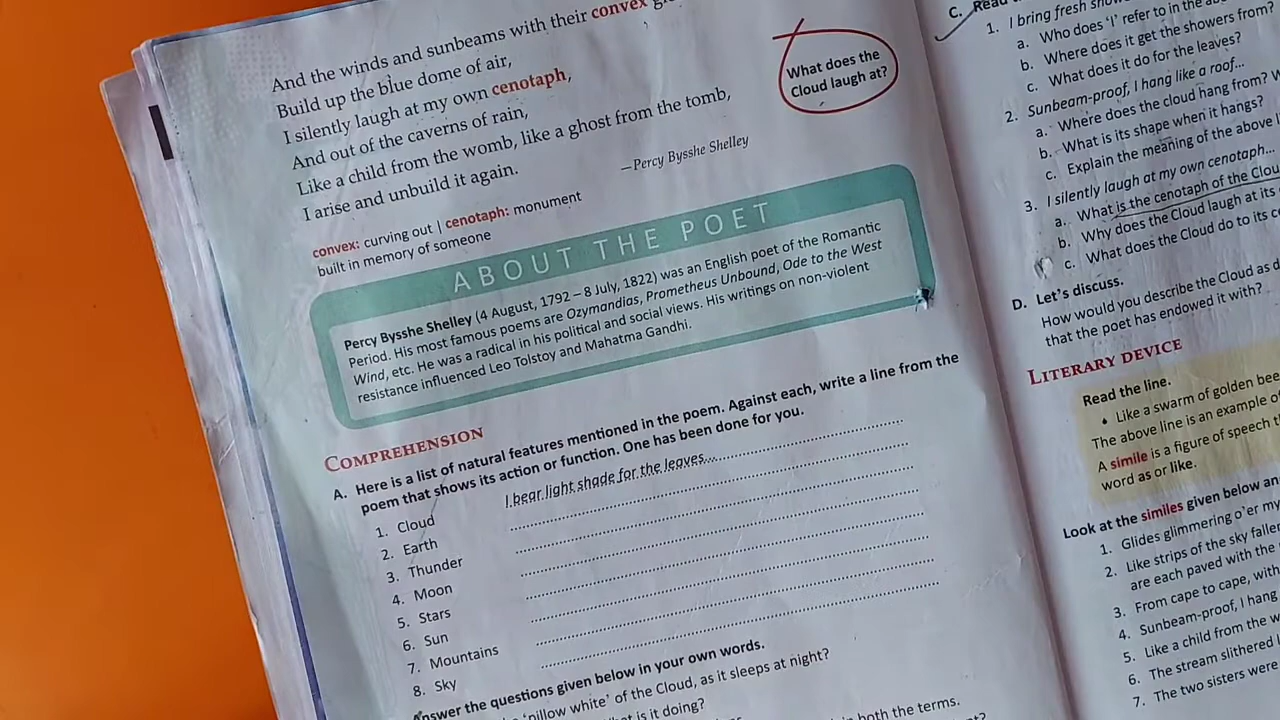 And the winds and sunbeams with their convex
Build up the blue dome of air,
I silently laugh at my own cenotaph,
And out of the caverns of rain,
Like a child from the womb, like a ghost from the tomb,
I arise and unbuild it again.
—Percy Bysshe Shelley
What does the
Cloud laugh at?
convex: curving out | cenotaph: monument
built in memory of someone
ABOUT THE POET
Percy Bysshe Shelley (4 August, 1792 – 8 July, 1822) was an English poet of the Romantic
Period. His most famous poems are Ozymandias, Prometheus Unbound, Ode to the West
Wind, etc. He was a radical in his political and social views. His writings on non-violent
resistance influenced Leo Tolstoy and Mahatma Gandhi.
COMPREHENSION
A. Here is a list of natural features mentioned in the poem. Against each, write a line from the
poem that shows its action or function. One has been done for you.
1. Cloud I bear light shade for the leaves...
2. Earth
3. Thunder
4. Moon
5. Stars
6. Sun
7. Mountains
8. Sky
Answer the questions given below in your own words.
'pillow white' of the Cloud, as it sleeps at night?
is it doing?
both the terms.
C. Read
1. I bring fresh
a. Who does 'I' refer to in the
b. Where does it get the showers from?
c. What does it do for the leaves?
2. Sunbeam-proof, I hang like a roof...
a. Where does the cloud hang from?
b. What is its shape when it hangs?
c. Explain the meaning of the above
3. I silently laugh at my own cenotaph...
a. What is the cenotaph of the
b. Why does the Cloud laugh at its
c. What does the Cloud do to its
D. Let's discuss.
How would you describe the Cloud as
that the poet has endowed it with?
LITERARY DEVICE
Read the line.
• Like a swarm of golden
The above line is an example of
A simile is a figure of speech
word as or like.
Look at the similes given below
1. Glides glimmering o'er my
2. Like strips of the sky
are each paved with the
3. From cape to cape, with
4. Sunbeam-proof, I hang
5. Like a child from the
6. The stream slithered
7. The two sisters were